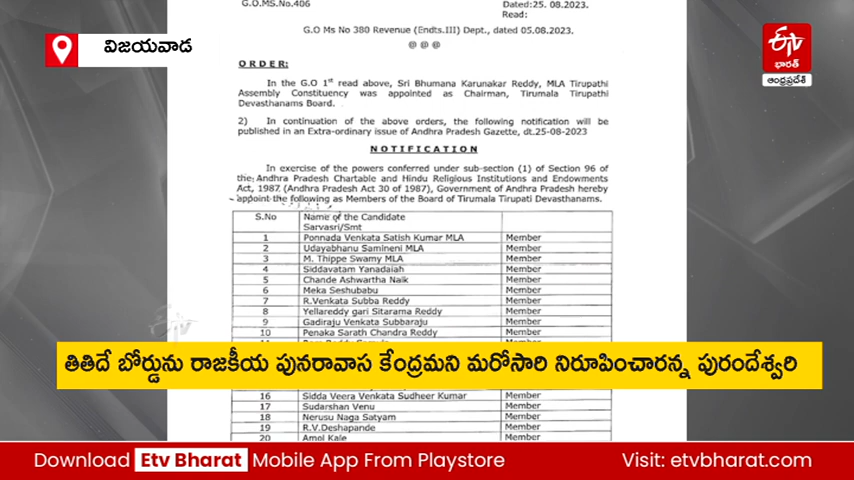 G.O.MS.No.406 Dated:25. 08.2023.
Read:
G.O Ms No 380 Revenue (Endts.III) Dept., dated 05.08.2023.
@ @ @
విజయవాడ
భారత్
ఆంధ్రప్రదేశ్
ORDER:
In the G.O 1st read above, Sri Bhumana Karunakar Reddy, MLA Tirupathi
Assembly Constituency was appointed as Chairman, Tirumala Tirupathi
Devasthanams Board.
2) In continuation of the above orders, the following notification will be
published in an Extra-ordinary issue of Andhra Pradesh Gazette, dt.25-08-2023
NOTIFICATION
In exercise of the powers conferred under sub-section (1) of Section 96 of
the Andhra Pradesh Chartable and Hindu Religious Institutions and Endowments
Act, 1987 (Andhra Pradesh Act 30 of 1987), Government of Andhra Pradesh hereby
appoint the following as Members of the Board of Tirumala Tirupati Devasthanams.
S.No Name of the Candidate
Sarvasri/Smt
1 Ponnada Venkata Satish Kumar MLA Member
2 Udayabhanu Samineni MLA Member
3 M. Thippe Swamy MLA Member
4 Siddavatam Yanadaiah Member
5 Chande Ashwartha Naik Member
6 Meka Seshubabu Member
7 R.Venkata Subba Reddy Member
8 Yellareddy gari Sitarama Reddy Member
9 Gadiraju Venkata Subbaraju Member
10 Penaka Sarath Chandra Reddy Member
తితిదే బోర్డును రాజకీయ పునరావాస కేంద్రమని మరోసారి నిరూపించారన్న పురందేశ్వరి
16 Sidda Veera Venkata Sudheer Kumar Member
17 Sudarshan Venu Member
18 Nerusu Naga Satyam Member
19 R.V.Deshapande Member
20 Amol Kale Member
Download Etv Bharat Mobile App From Playstore Visit: etvbharat.com